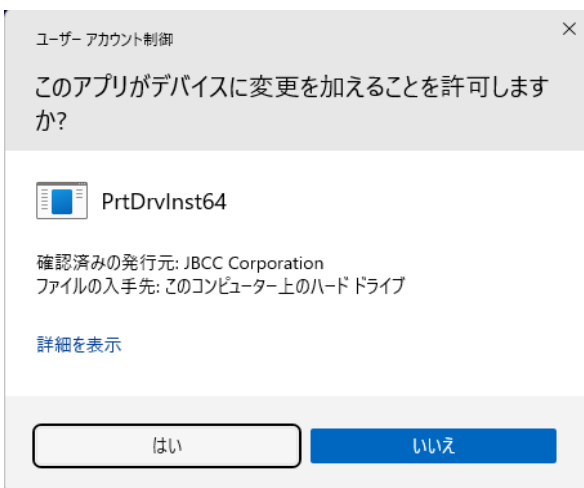 ユーザー アカウント制御
このアプリがデバイスに変更を加えることを許可します
か?
PrtDrvInst64
確認済みの発行元: JBCC Corporation
ファイルの入手先: このコンピューター上のハード ドライブ
詳細を表示
はい
いいえ